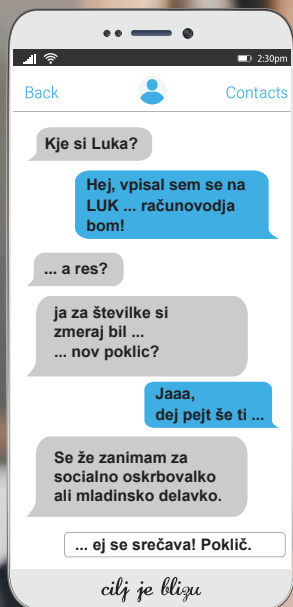 2:30pm
Back Contacts
Kje si Luka?
Hej, vpisal sem se na
LUK ... računovodja
bom!
... a res?
ja za številke si
zmeraj bil ...
... nov poklic?
Jaaa,
dej pejt še ti ...
Se že zanimam za
socialno oskrbovalko
ali mladinsko delavko.
... ej se srečava! Poklič.
cilj je blizu